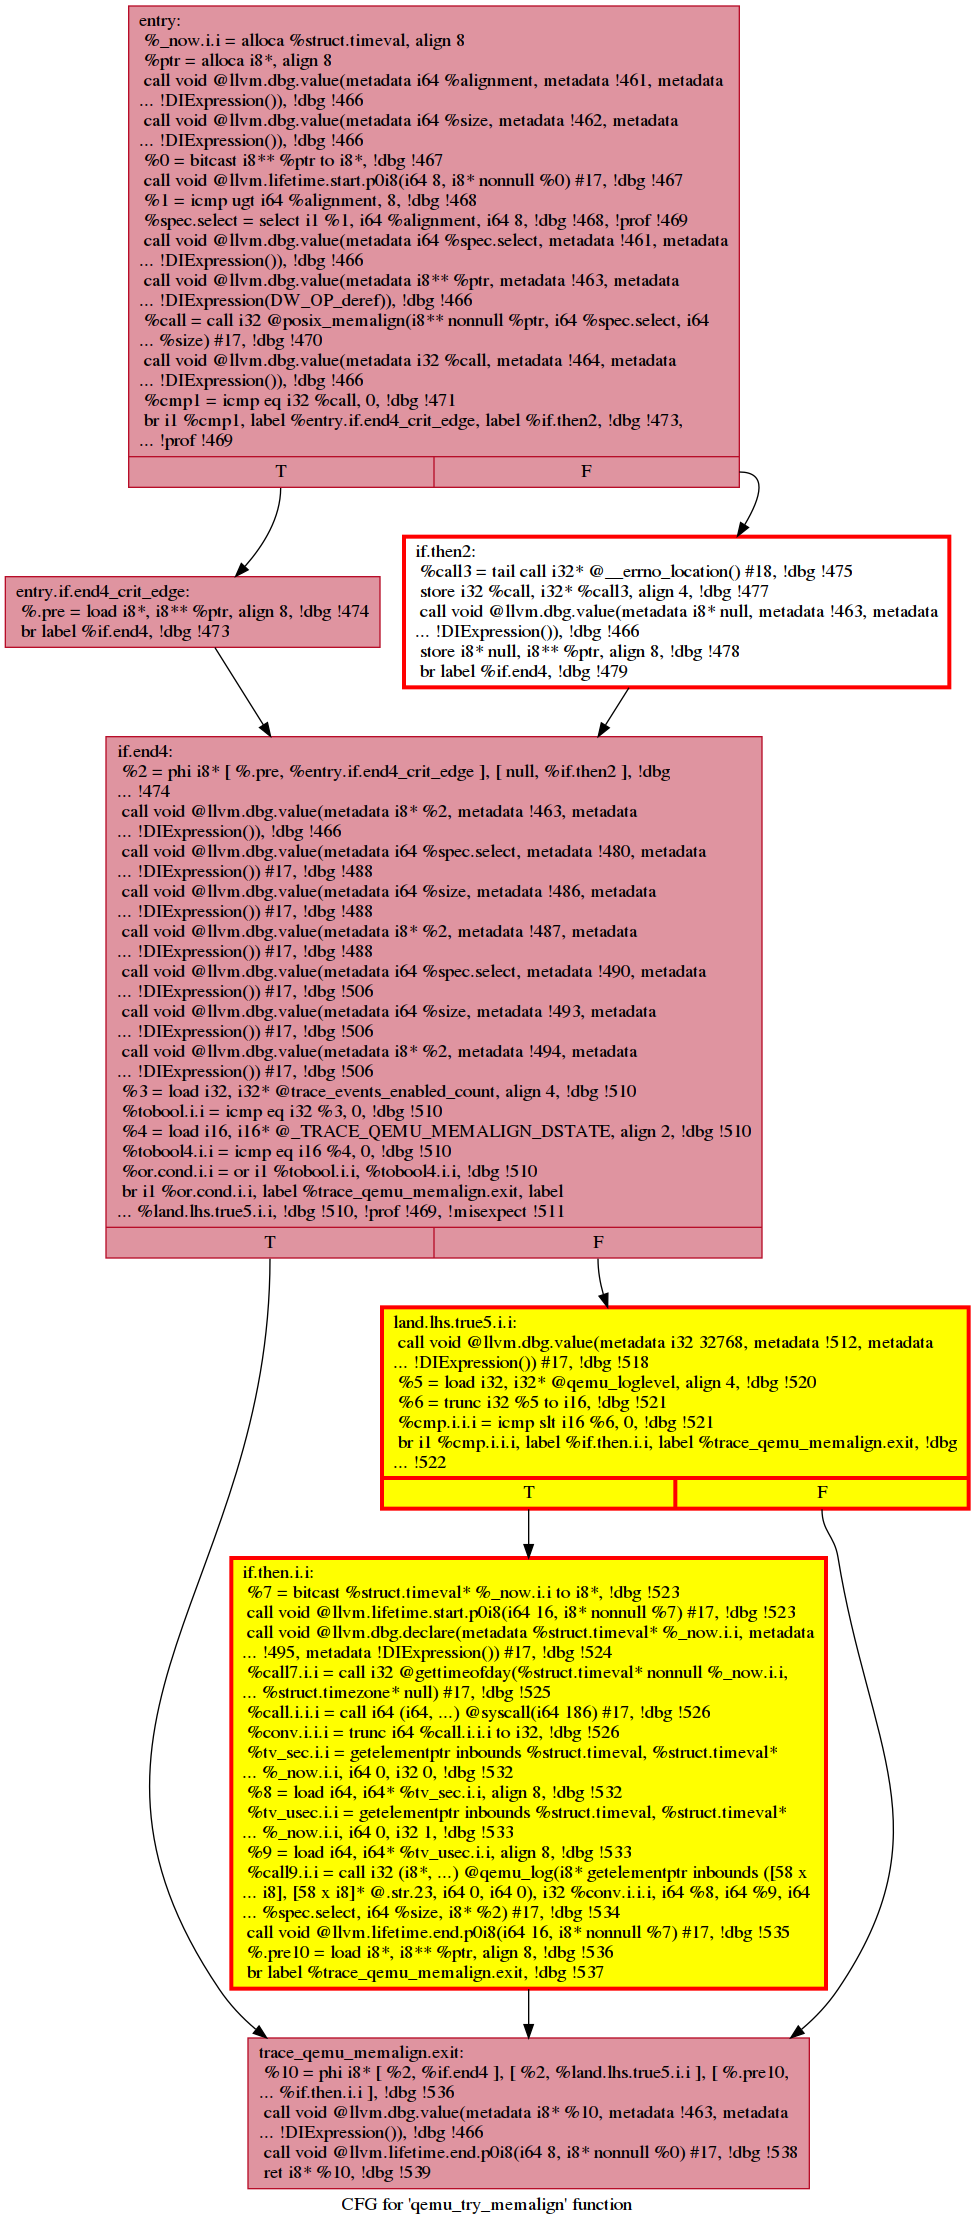 entry:
%_now.i.i = alloca %struct.timeval, align 8
%ptr = alloca i8*, align 8
call void @llvm.dbg.value(metadata i64 %alignment, metadata !461, metadata
... !DIExpression()), !dbg !466
call void @llvm.dbg.value(metadata i64 %size, metadata !462, metadata
... !DIExpression()), !dbg !466
%0 = bitcast i8** %ptr to i8*, !dbg !467
call void @llvm.lifetime.start.p0i8(i64 8, i8* nonnull %0) #17, !dbg !467
%1 = icmp ugt i64 %alignment, 8, !dbg !468
%spec.select = select i1 %1, i64 %alignment, i64 8, !dbg !468, !prof !469
call void @llvm.dbg.value(metadata i64 %spec.select, metadata !461, metadata
... !DIExpression()), !dbg !466
call void @llvm.dbg.value(metadata i8** %ptr, metadata !463, metadata
... !DIExpression(DW_OP_deref)), !dbg !466
%call = call i32 @posix_memalign(i8** nonnull %ptr, i64 %spec.select, i64
... %size) #17, !dbg !470
call void @llvm.dbg.value(metadata i32 %call, metadata !464, metadata
... !DIExpression()), !dbg !466
%cmp1 = icmp eq i32 %call, 0, !dbg !471
br i1 %cmp1, label %entry.if.end4_crit_edge, label %if.then2, !dbg !473,
... !prof !469
T F
entry.if.end4_crit_edge:
%.pre = load i8*, i8** %ptr, align 8, !dbg !474
br label %if.end4, !dbg !473
if.then2:
%call3 = tail call i32* @__errno_location() #18, !dbg !475
store i32 %call, i32* %call3, align 4, !dbg !477
call void @llvm.dbg.value(metadata i8* null, metadata !463, metadata
... !DIExpression()), !dbg !466
store i8* null, i8** %ptr, align 8, !dbg !478
br label %if.end4, !dbg !479
if.end4:
%2 = phi i8* [ %.pre, %entry.if.end4_crit_edge ], [ null, %if.then2 ], !dbg
... !474
call void @llvm.dbg.value(metadata i8* %2, metadata !463, metadata
... !DIExpression()), !dbg !466
call void @llvm.dbg.value(metadata i64 %spec.select, metadata !480, metadata
... !DIExpression()) #17, !dbg !488
call void @llvm.dbg.value(metadata i64 %size, metadata !486, metadata
... !DIExpression()) #17, !dbg !488
call void @llvm.dbg.value(metadata i8* %2, metadata !487, metadata
... !DIExpression()) #17, !dbg !488
call void @llvm.dbg.value(metadata i64 %spec.select, metadata !490, metadata
... !DIExpression()) #17, !dbg !506
call void @llvm.dbg.value(metadata i64 %size, metadata !493, metadata
... !DIExpression()) #17, !dbg !506
call void @llvm.dbg.value(metadata i8* %2, metadata !494, metadata
... !DIExpression()) #17, !dbg !506
%3 = load i32, i32* @trace_events_enabled_count, align 4, !dbg !510
%tobool.i.i = icmp eq i32 %3, 0, !dbg !510
%4 = load i16, i16* @_TRACE_QEMU_MEMALIGN_DSTATE, align 2, !dbg !510
%tobool4.i.i = icmp eq i16 %4, 0, !dbg !510
%or.cond.i.i = or i1 %tobool.i.i, %tobool4.i.i, !dbg !510
br i1 %or.cond.i.i, label %trace_qemu_memalign.exit, label
... %land.lhs.true5.i.i, !dbg !510, !prof !469, !misexpect !511
T F
land.lhs.true5.i.i:
call void @llvm.dbg.value(metadata i32 32768, metadata !512, metadata
... !DIExpression()) #17, !dbg !518
%5 = load i32, i32* @qemu_loglevel, align 4, !dbg !520
%6 = trunc i32 %5 to i16, !dbg !521
%cmp.i.i.i = icmp slt i16 %6, 0, !dbg !521
br i1 %cmp.i.i.i, label %if.then.i.i, label %trace_qemu_memalign.exit, !dbg
... !522
T F
if.then.i.i:
%7 = bitcast %struct.timeval* %_now.i.i to i8*, !dbg !523
call void @llvm.lifetime.start.p0i8(i64 16, i8* nonnull %7) #17, !dbg !523
call void @llvm.dbg.declare(metadata %struct.timeval* %_now.i.i, metadata
... !495, metadata !DIExpression()) #17, !dbg !524
%call7.i.i = call i32 @gettimeofday(%struct.timeval* nonnull %_now.i.i,
... %struct.timezone* null) #17, !dbg !525
%call.i.i.i = call i64 (i64, ...) @syscall(i64 186) #17, !dbg !526
%conv.i.i.i = trunc i64 %call.i.i.i to i32, !dbg !526
%tv_sec.i.i = getelementptr inbounds %struct.timeval, %struct.timeval*
... %_now.i.i, i64 0, i32 0, !dbg !532
%8 = load i64, i64* %tv_sec.i.i, align 8, !dbg !532
%tv_usec.i.i = getelementptr inbounds %struct.timeval, %struct.timeval*
... %_now.i.i, i64 0, i32 1, !dbg !533
%9 = load i64, i64* %tv_usec.i.i, align 8, !dbg !533
%call9.i.i = call i32 (i8*, ...) @qemu_log(i8* getelementptr inbounds ([58 x
... i8], [58 x i8]* @.str.23, i64 0, i64 0), i32 %conv.i.i.i, i64 %8, i64 %9, i64
... %spec.select, i64 %size, i8* %2) #17, !dbg !534
call void @llvm.lifetime.end.p0i8(i64 16, i8* nonnull %7) #17, !dbg !535
%.pre10 = load i8*, i8** %ptr, align 8, !dbg !536
br label %trace_qemu_memalign.exit, !dbg !537
trace_qemu_memalign.exit:
%10 = phi i8* [ %2, %if.end4 ], [ %2, %land.lhs.true5.i.i ], [ %.pre10,
... %if.then.i.i ], !dbg !536
call void @llvm.dbg.value(metadata i8* %10, metadata !463, metadata
... !DIExpression()), !dbg !466
call void @llvm.lifetime.end.p0i8(i64 8, i8* nonnull %0) #17, !dbg !538
ret i8* %10, !dbg !539
CFG for 'qemu_try_memalign' function